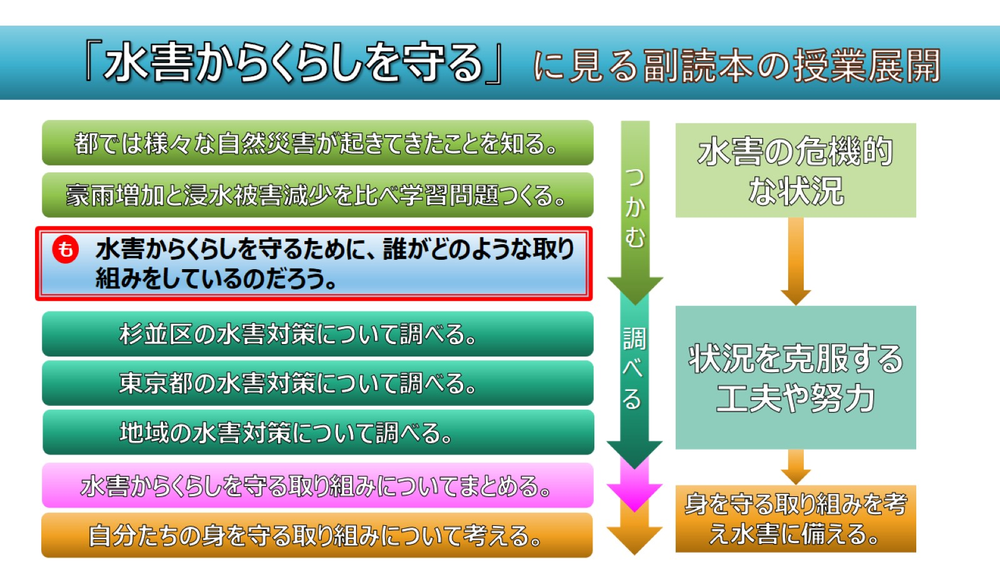 「水害からくらしを守る」に見る副読本の授業展開
都では様々な自然災害が起きてきたことを知る。
豪雨増加と浸水被害減少を比べ学習問題つくる。
も 水害からくらしを守るために、誰がどのような取り
組みをしているのだろう。
杉並区の水害対策について調べる。
東京都の水害対策について調べる。
地域の水害対策について調べる。
水害からくらしを守る取り組みについてまとめる。
自分たちの身を守る取り組みについて考える。
つかむ
調べる
水害の危機的
な状況
状況を克服する
工夫や努力
身を守る取り組みを考
え水害に備える。